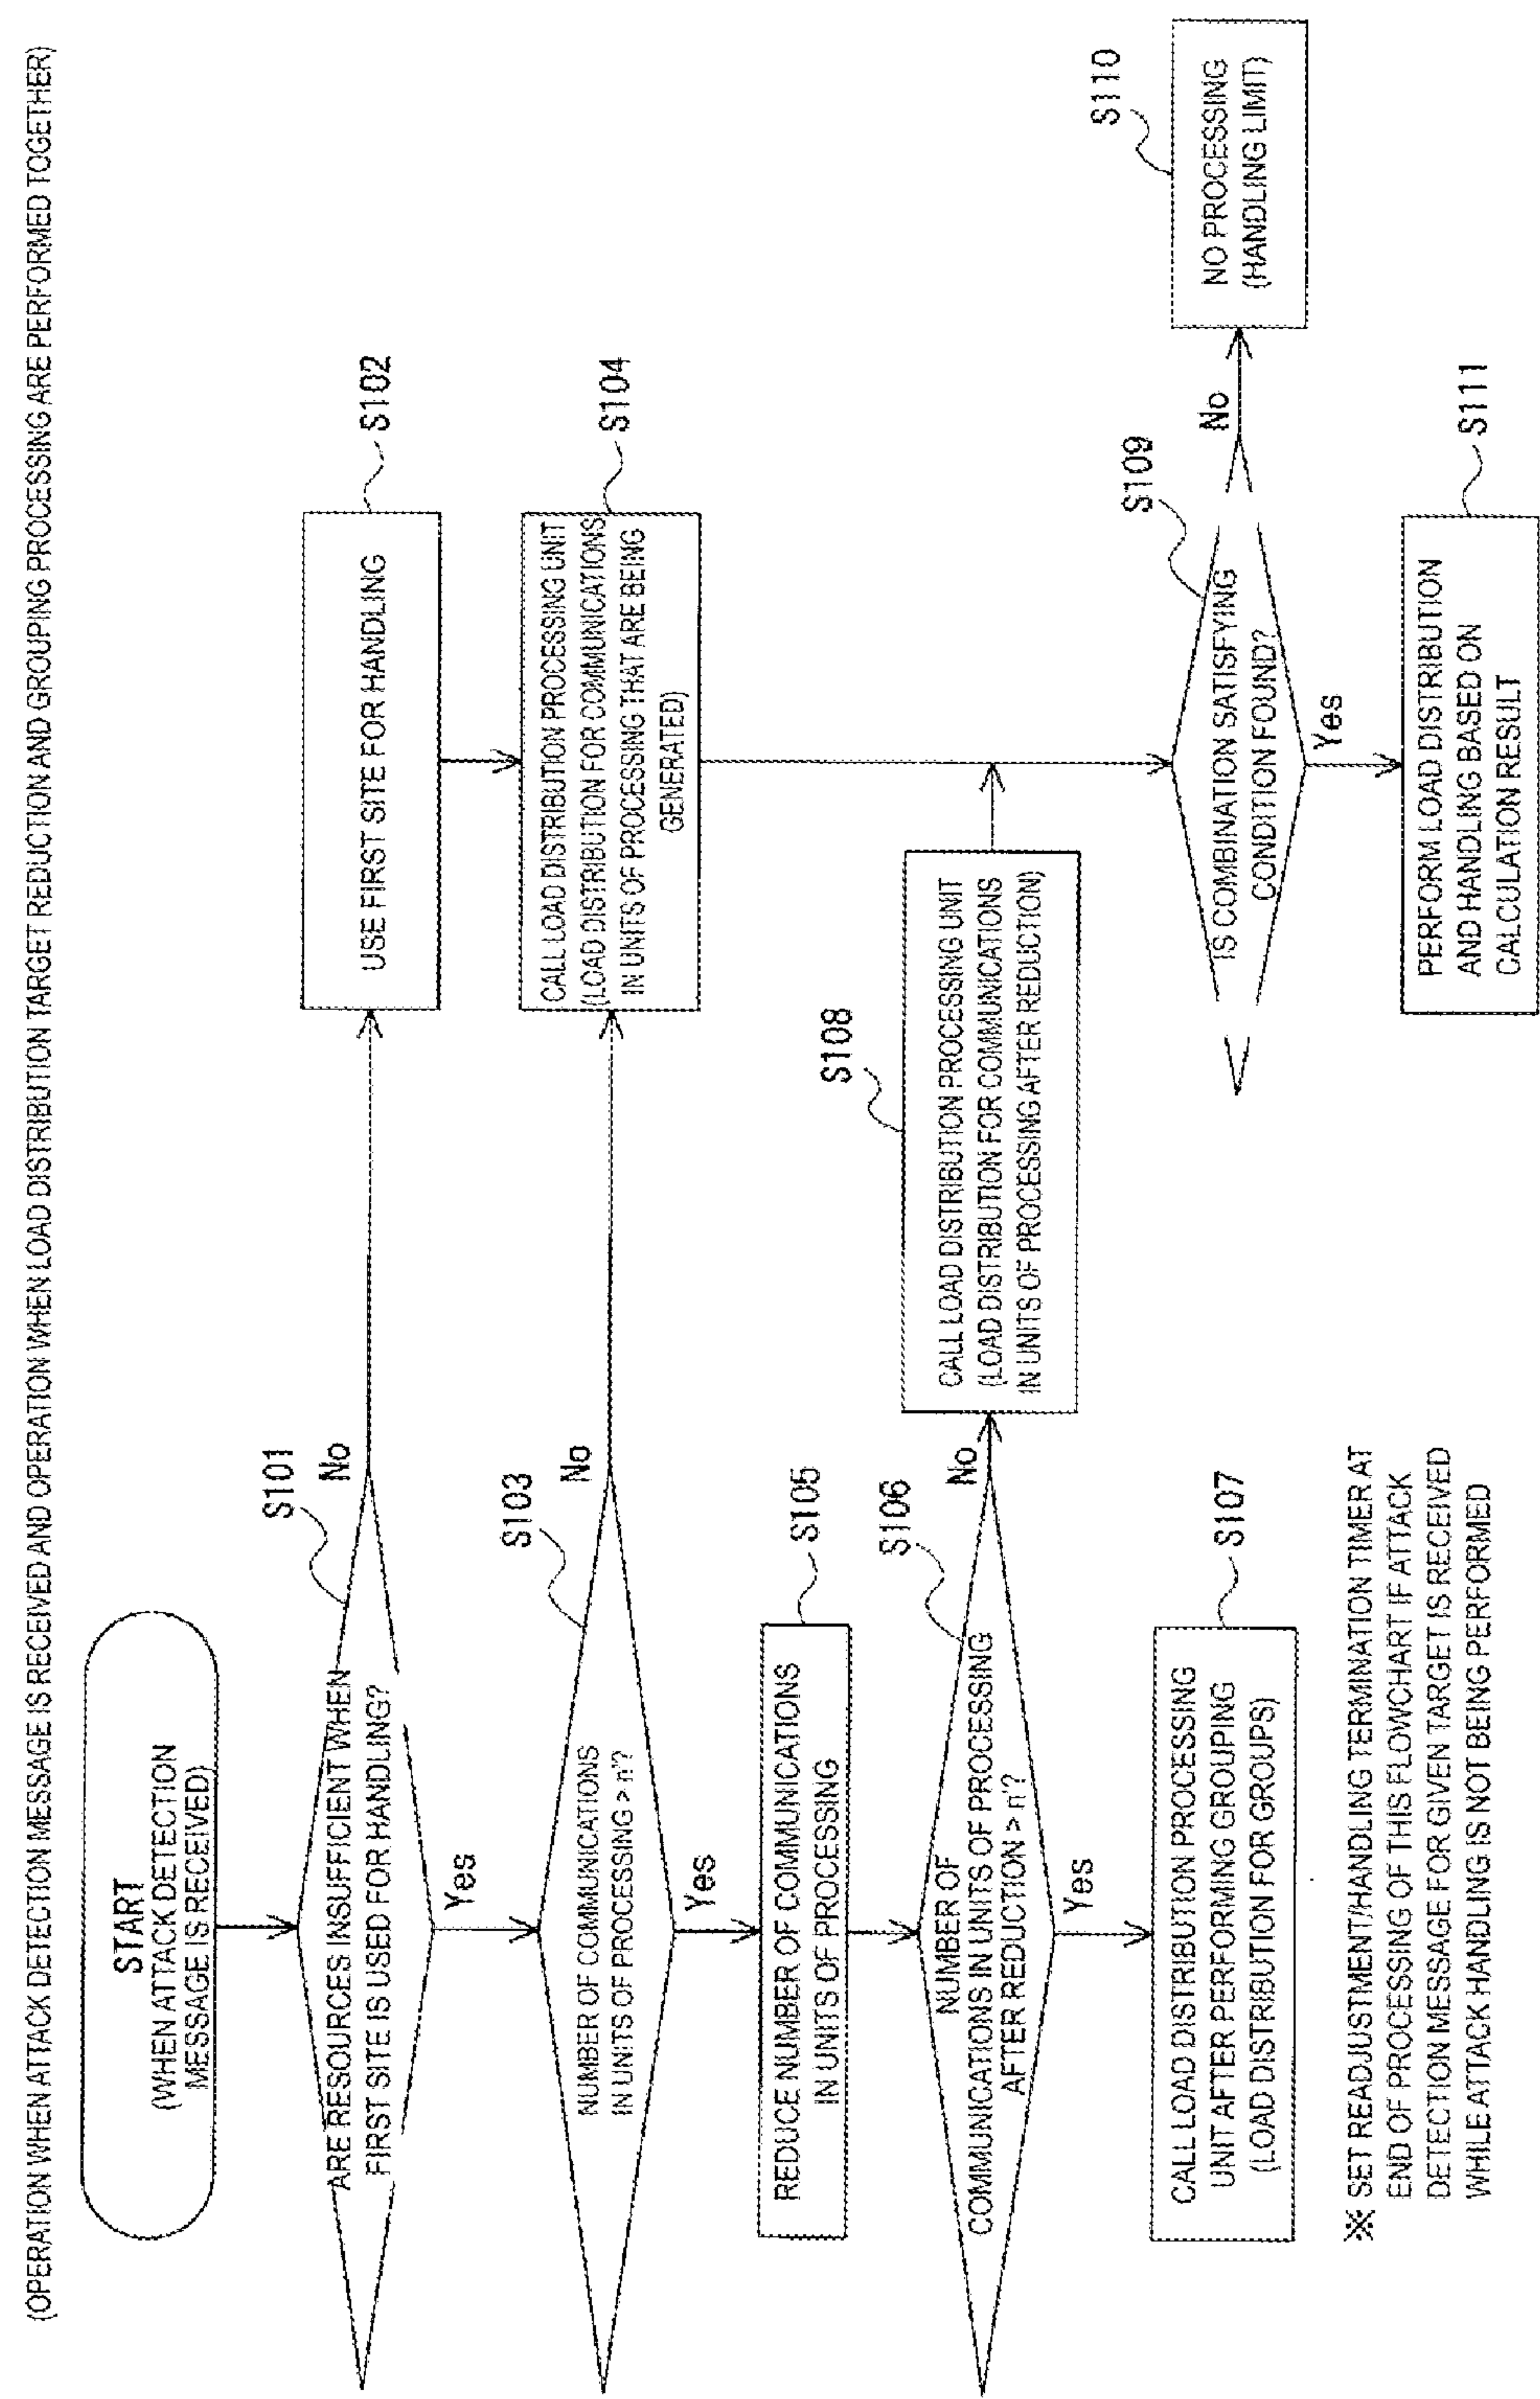 (OPERATION WHEN ATTACK DETECTION MESSAGE IS RECEIVED AND OPERATION WHEN LOAD DISTRIBUTION TARGET REDUCTION AND GROUPING PROCESSING ARE PERFORMED TOGETHER)
START
(WHEN ATTACK DETECTION
MESSAGE IS RECEIVED)
S101
ARE RESOURCES INSUFFICIENT WHEN
FIRST SITE IS USED FOR HANDLING?
No
Yes
S102
USE FIRST SITE FOR HANDLING
S103
NUMBER OF COMMUNICATIONS
IN UNITS OF PROCESSING > n'?
No
Yes
S104
CALL LOAD DISTRIBUTION PROCESSING UNIT
(LOAD DISTRIBUTION FOR COMMUNICATIONS
IN UNITS OF PROCESSING THAT ARE BEING
GENERATED)
S105
REDUCE NUMBER OF COMMUNICATIONS
IN UNITS OF PROCESSING
S106
NUMBER OF
COMMUNICATIONS IN UNITS OF PROCESSING
AFTER REDUCTION > n'?
No
Yes
S108
CALL LOAD DISTRIBUTION PROCESSING UNIT
(LOAD DISTRIBUTION FOR COMMUNICATIONS
IN UNITS OF PROCESSING AFTER REDUCTION)
S107
CALL LOAD DISTRIBUTION PROCESSING
UNIT AFTER PERFORMING GROUPING
(LOAD DISTRIBUTION FOR GROUPS)
S109
IS COMBINATION SATISFYING
CONDITION FOUND?
No
Yes
S110
NO PROCESSING
(HANDLING LIMIT)
S111
PERFORM LOAD DISTRIBUTION
AND HANDLING BASED ON
CALCULATION RESULT
※ SET READJUSTMENT/HANDLING TERMINATION TIMER AT
END OF PROCESSING OF THIS FLOWCHART IF ATTACK
DETECTION MESSAGE FOR GIVEN TARGET IS RECEIVED
WHILE ATTACK HANDLING IS NOT BEING PERFORMED